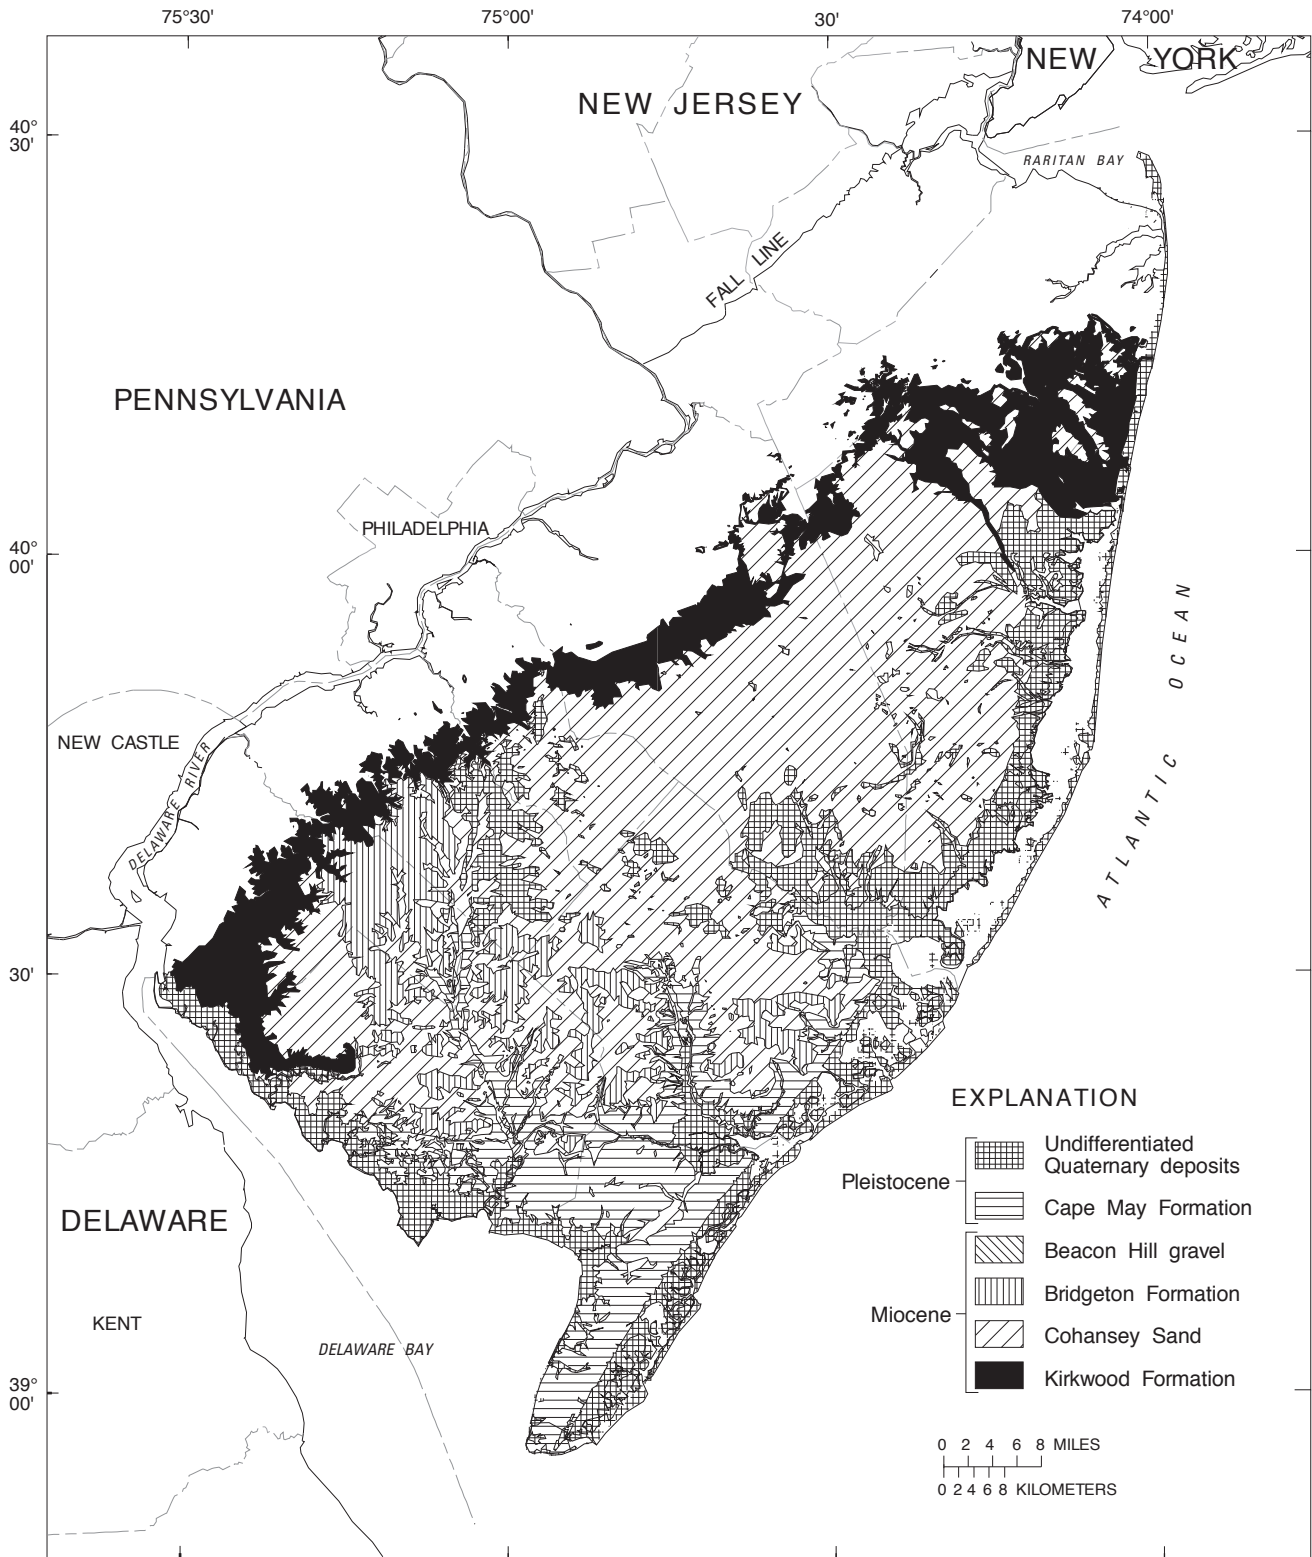 75°30'
75°00'
30'
74°00'
NEW YORK
NEW JERSEY
40°
30'
RARITAN BAY
FALL LINE
PENNSYLVANIA
PHILADELPHIA
40°
00'
ATLANTIC OCEAN
NEW CASTLE
DELAWARE RIVER
30'
EXPLANATION
Undifferentiated
Quaternary deposits
Pleistocene
Cape May Formation
DELAWARE
Beacon Hill gravel
Bridgeton Formation
Miocene
KENT
Cohansey Sand
DELAWARE BAY
Kirkwood Formation
39°
00'
0 2 4 6 8 MILES
0 2 4 6 8 KILOMETERS